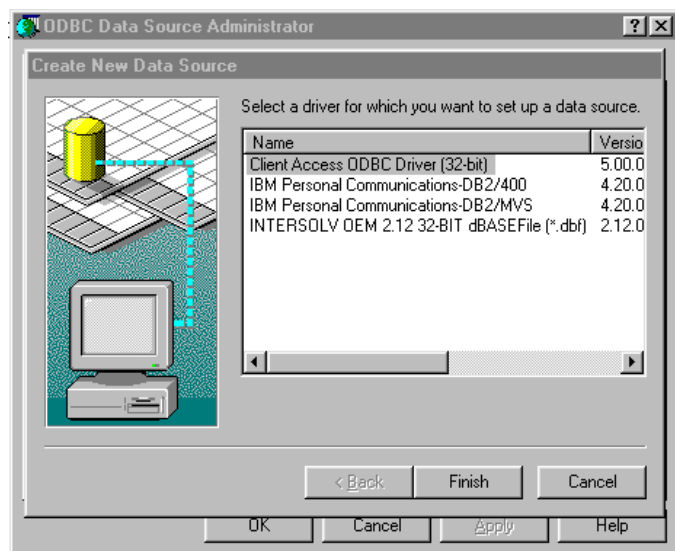 ODBC Data Source Administrator
Create New Data Source
Select a driver for which you want to set up a data source.
Name Versio
Client Access ODBC Driver (32-bit) 5.00.0
IBM Personal Communications-DB2/400 4.20.0
IBM Personal Communications-DB2/MVS 4.20.0
INTERSOLV OEM 2.12 32-BIT dBASEFile (*.dbf) 2.12.0
< Back Finish Cancel
OK Cancel Apply Help